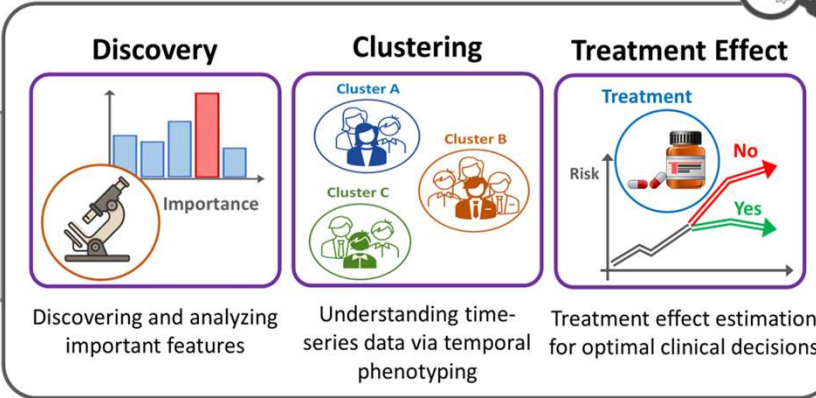 Discovery
Importance
Discovering and analyzing
important features
Clustering
Cluster A
Cluster B
Cluster C
Understanding time-
series data via temporal
phenotyping
Treatment Effect
Treatment
Risk
No
Yes
Treatment effect estimation
for optimal clinical decisions